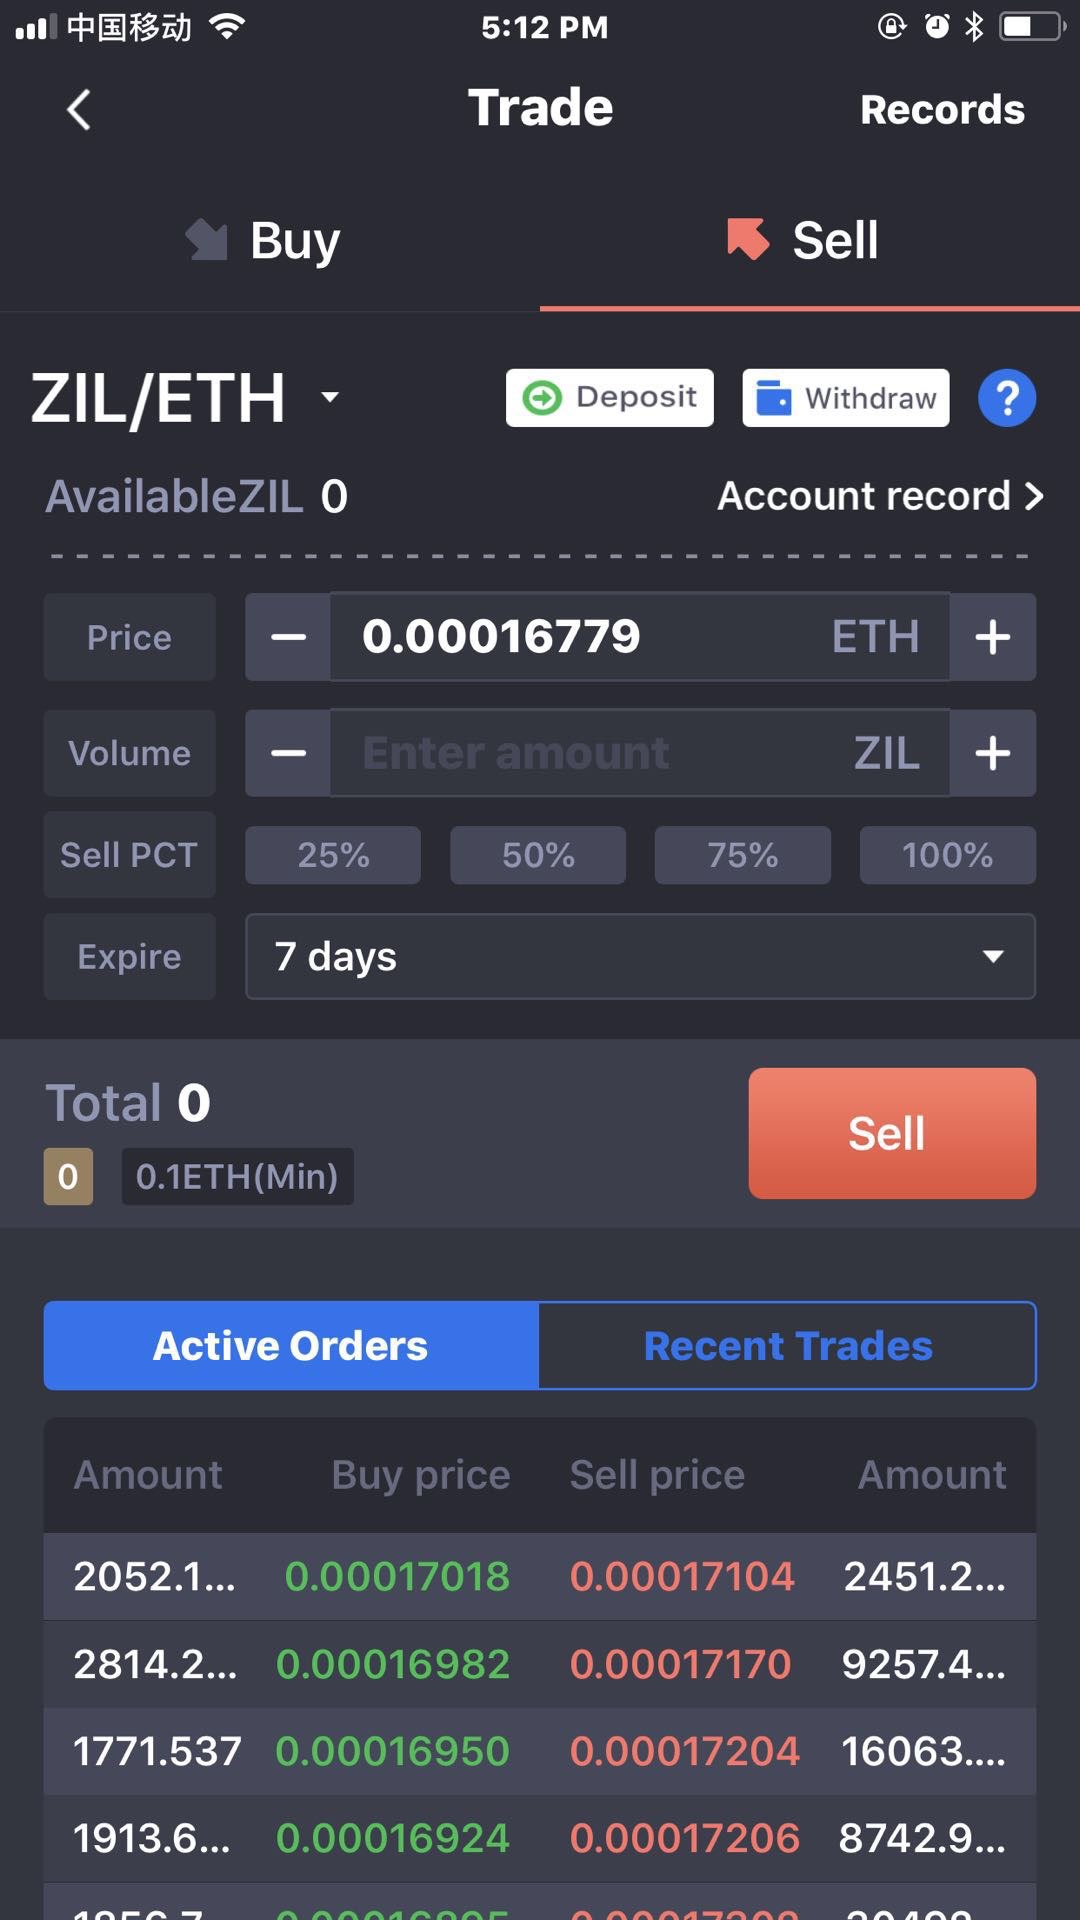 中国移动 5:12 PM
Trade Records
Buy Sell
ZIL/ETH Deposit Withdraw ?
AvailableZIL 0 Account record >
Price − 0.00016779 ETH +
Volume − Enter amount ZIL +
Sell PCT 25% 50% 75% 100%
Expire 7 days
Total 0
Sell
0 0.1ETH(Min)
Active Orders Recent Trades
Amount Buy price Sell price Amount
2052.1... 0.00017018 0.00017104 2451.2...
2814.2... 0.00016982 0.00017170 9257.4...
1771.537 0.00016950 0.00017204 16063....
1913.6... 0.00016924 0.00017206 8742.9...